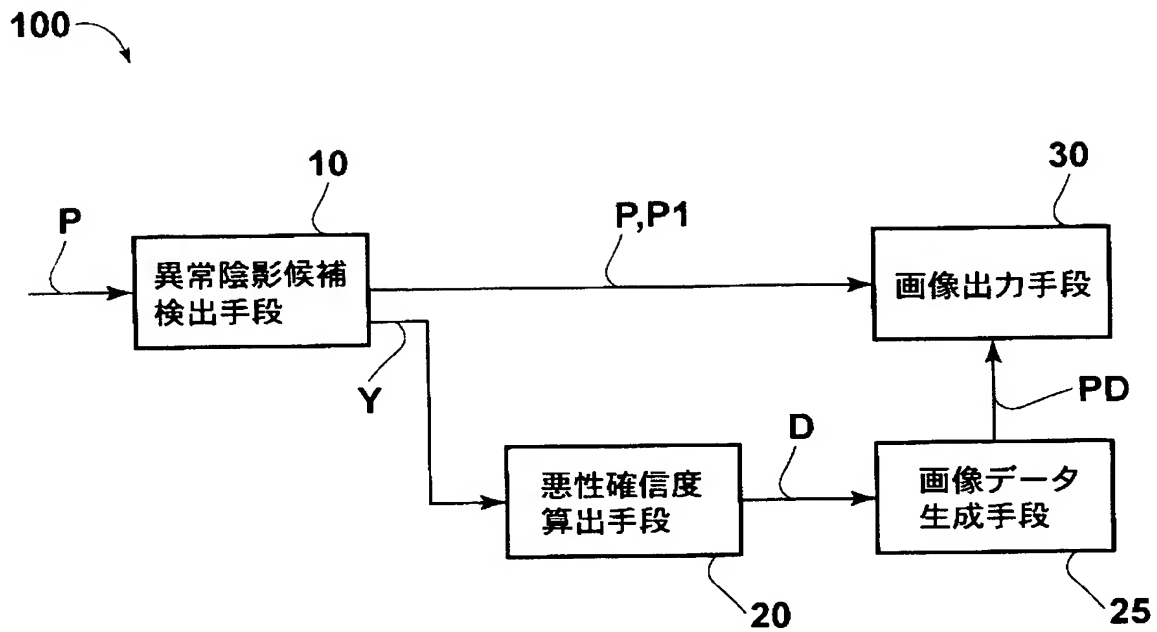 100
10
30
P
P,P1
異常陰影候補
検出手段
画像出力手段
Y
PD
D
悪性確信度
算出手段
画像データ
生成手段
20
25